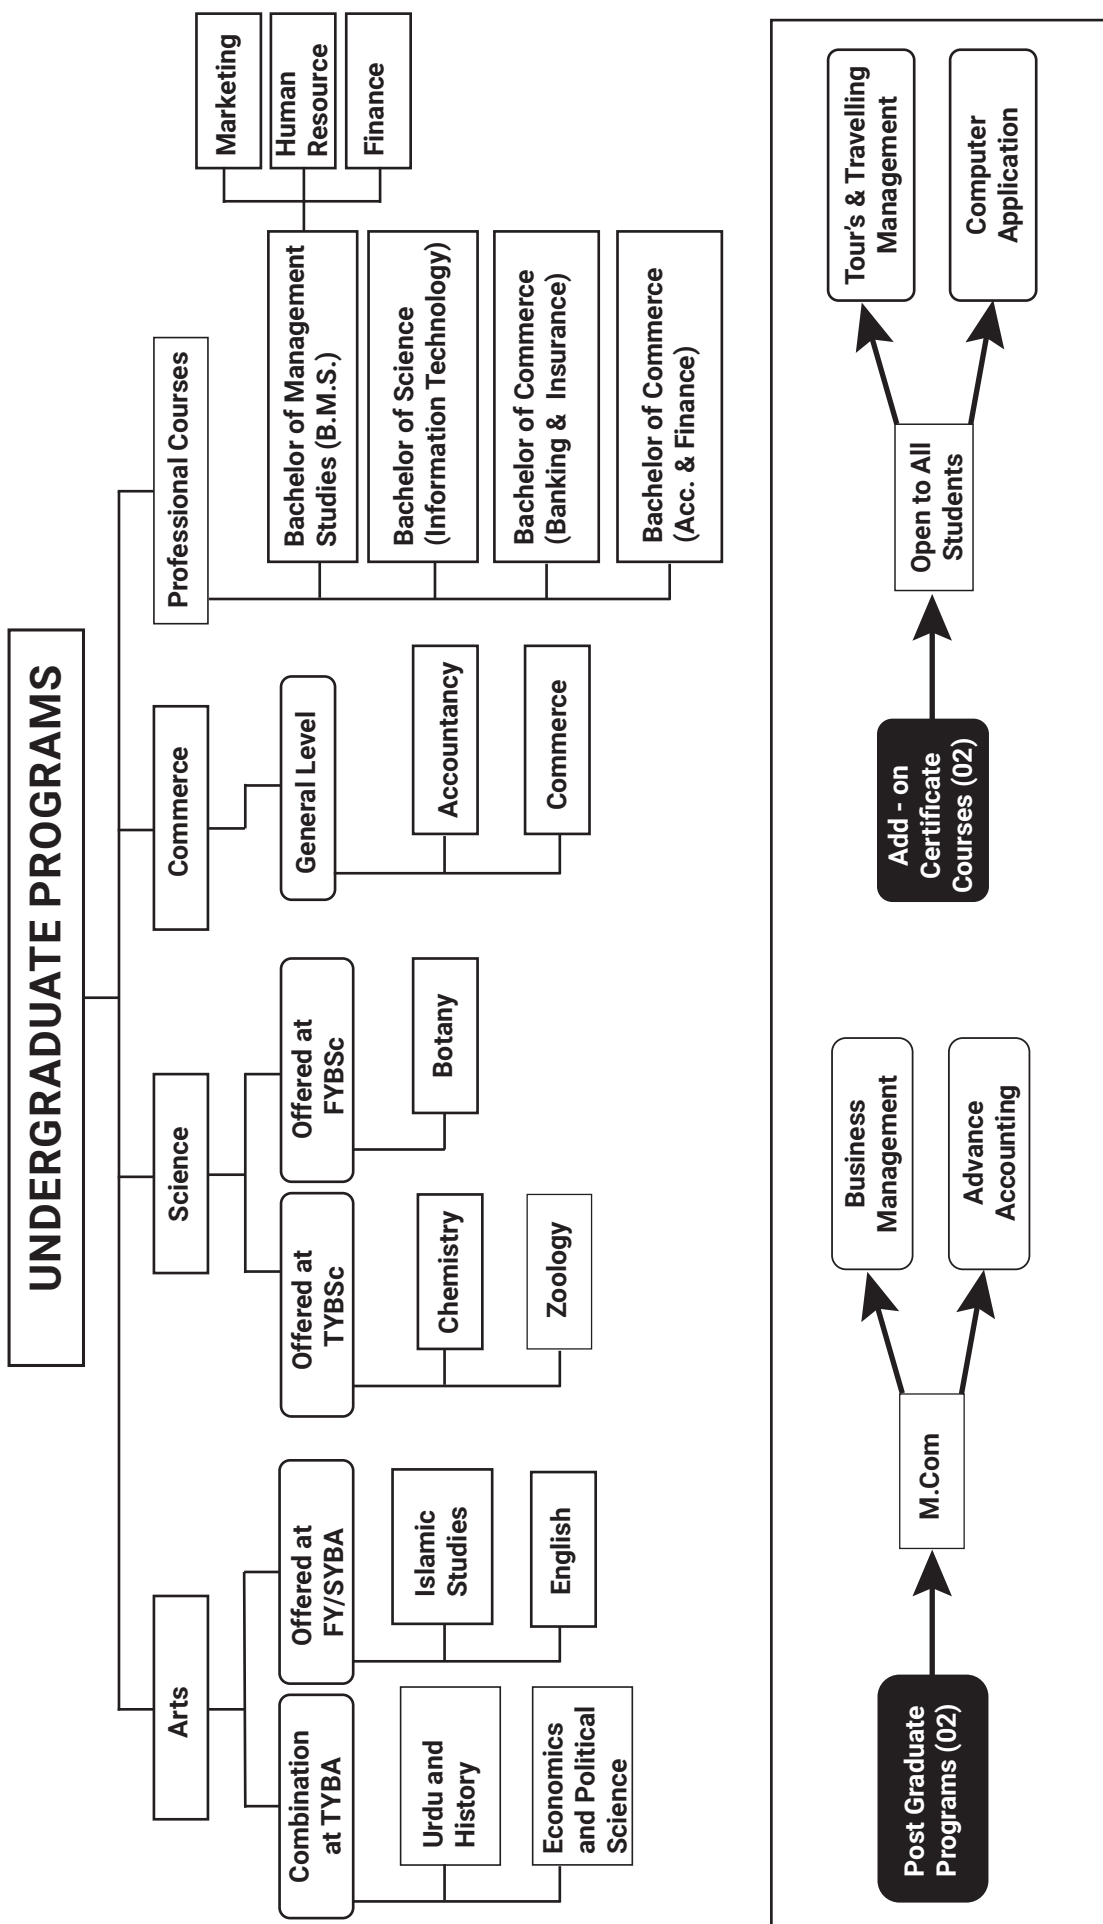 UNDERGRADUATE PROGRAMS
Arts
Science
Commerce
Professional Courses
Combination
at TYBA
Offered at
FY/SYBA
Offered at
TYBSc
Offered at
FYBSc
General Level
Urdu and
History
Economics
and Political
Science
Islamic
Studies
English
Chemistry
Zoology
Botany
Accountancy
Commerce
Bachelor of Management
Studies (B.M.S.)
Bachelor of Science
(Information Technology)
Bachelor of Commerce
(Banking & Insurance)
Bachelor of Commerce
(Acc. & Finance)
Marketing
Human
Resource
Finance
Post Graduate
Programs (02)
M.Com
Business
Management
Advance
Accounting
Add - on
Certificate
Courses (02)
Open to All
Students
Tour's & Travelling
Management
Computer
Application